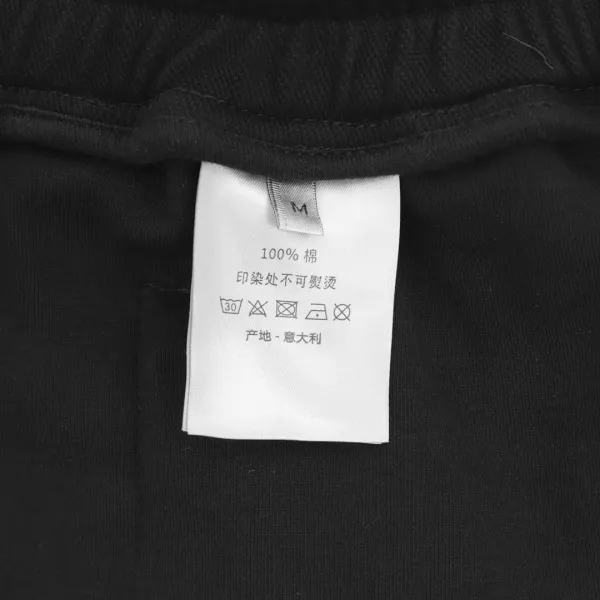 M
100% 棉
印染处不可熨烫
30
产地 - 意大利